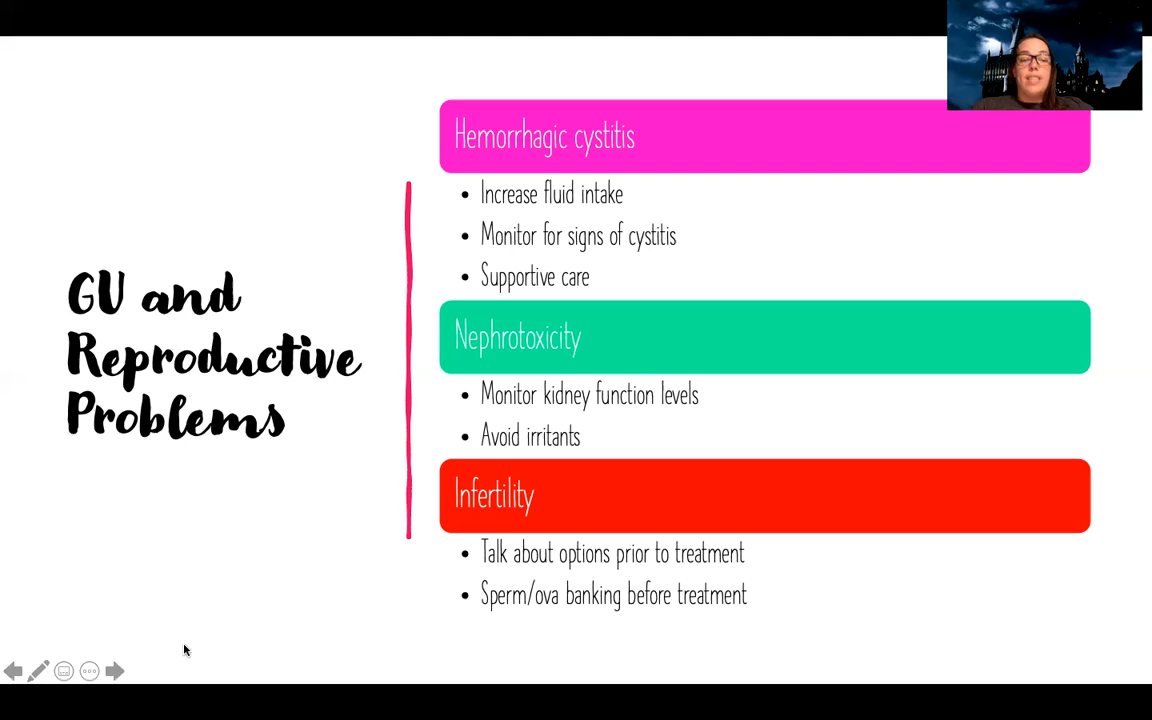 GU and
Reproductive
Problems
Hemorrhagic cystitis
• Increase fluid intake
• Monitor for signs of cystitis
• Supportive care
Nephrotoxicity
• Monitor kidney function levels
• Avoid irritants
Infertility
• Talk about options prior to treatment
• Sperm/ova banking before treatment